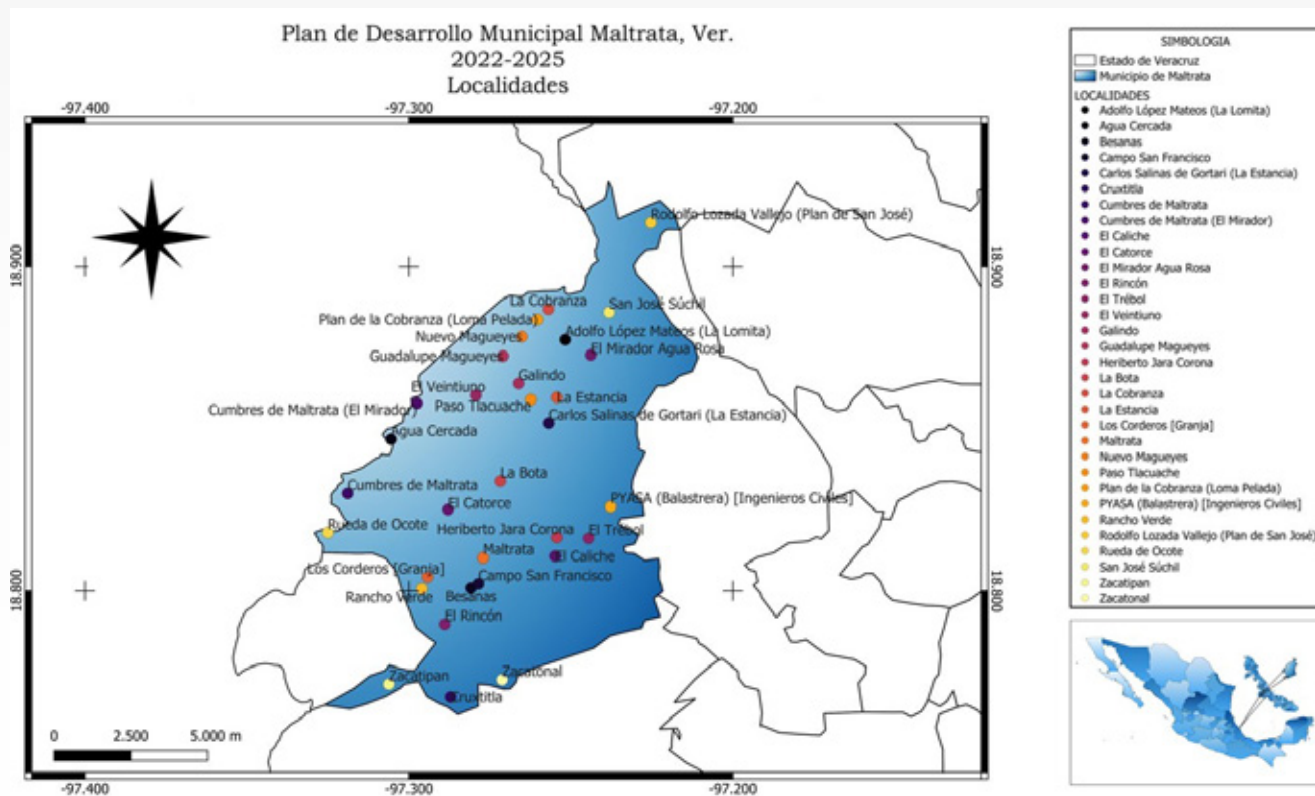 Plan de Desarrollo Municipal Maltrata, Ver.
2022-2025
Localidades
-97.400
-97.300
-97.200
18.900
18.900
Rodolfo Lozada Vallejo (Plan de San José)
La Cobranza
San José Súchil
Plan de la Cobranza (Loma Pelada)
Adolfo López Mateos (La Lomita)
Nuevo Magueyes
El Mirador Agua Rosa
Guadalupe Magueyes
Galindo
El Veintiuno
La Estancia
Paso Tlacuache
Cumbres de Maltrata (El Mirador)
Carlos Salinas de Gortari (La Estancia)
Agua Cercada
La Bota
Cumbres de Maltrata
PYASA (Balastrera) [Ingenieros Civiles]
El Catorce
Rueda de Ocote
Heriberto Jara Corona
El Trébol
Maltrata
El Caliche
Los Corderos [Granja]
Campo San Francisco
Rancho Verde
Besanas
18.800
18.800
El Rincón
Zacatipan
Zacatonal
Cruxtitla
0
2.500
5.000 m
-97.400
-97.300
-97.200
SIMBOLOGIA
Estado de Veracruz
Municipio de Maltrata
LOCALIDADES
Adolfo López Mateos (La Lomita)
Agua Cercada
Besanas
Campo San Francisco
Carlos Salinas de Gortari (La Estancia)
Cruxtitla
Cumbres de Maltrata
Cumbres de Maltrata (El Mirador)
El Caliche
El Catorce
El Mirador Agua Rosa
El Rincón
El Trébol
El Veintiuno
Galindo
Guadalupe Magueyes
Heriberto Jara Corona
La Bota
La Cobranza
La Estancia
Los Corderos [Granja]
Maltrata
Nuevo Magueyes
Paso Tlacuache
Plan de la Cobranza (Loma Pelada)
PYASA (Balastrera) [Ingenieros Civiles]
Rancho Verde
Rodolfo Lozada Vallejo (Plan de San José)
Rueda de Ocote
San José Súchil
Zacatipan
Zacatonal